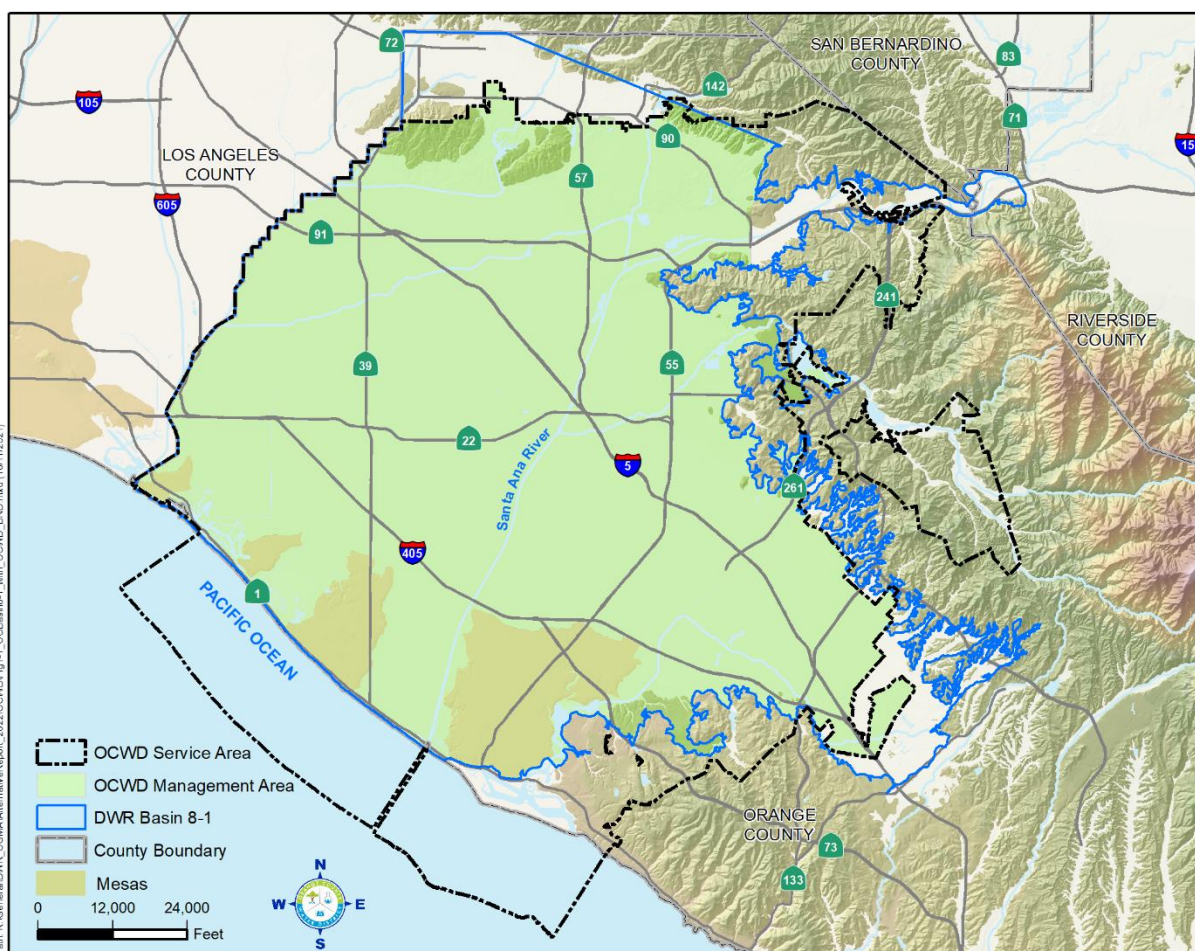 72
SAN BERNARDINO
COUNTY
83
142
105
71
90
15
LOS ANGELES
COUNTY
57
605
91
241
RIVERSIDE
COUNTY
39
55
22
Santa Ana River
5
261
405
1
PACIFIC OCEAN
OCWD Service Area
OCWD Management Area
DWR Basin 8-1
County Boundary
Mesas
0 12,000 24,000
Feet
N
W E
S
ORANGE
COUNTY
73
133